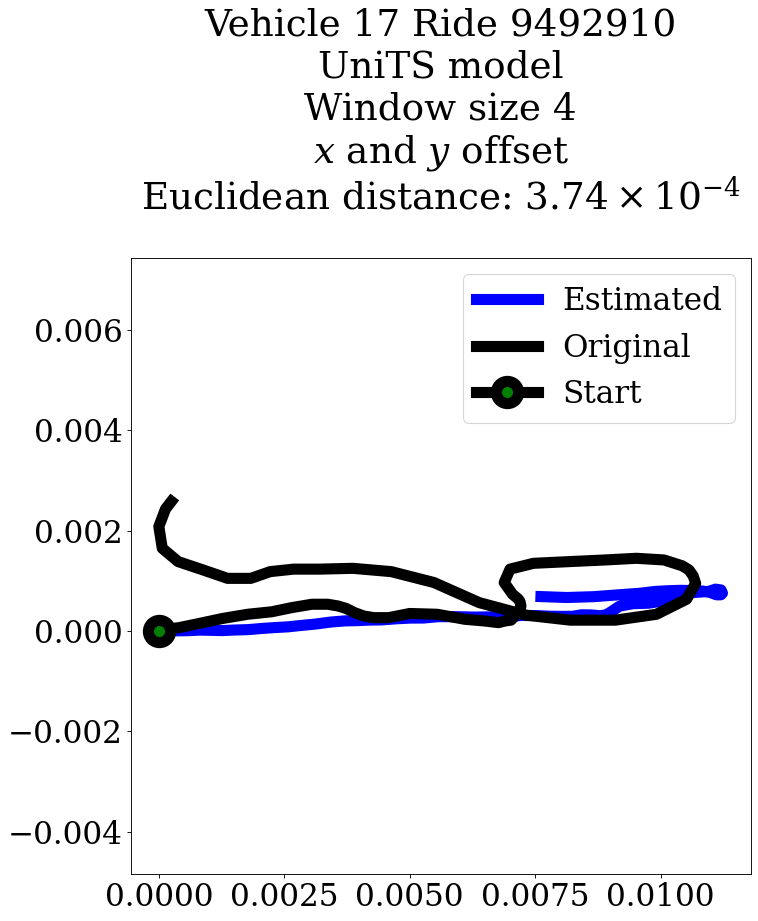 Vehicle 17 Ride 9492910
UniTS model
Window size 4
x and y offset
Euclidean distance: 3.74 × 10⁻⁴
Estimated
Original
Start
0.006
0.004
0.002
0.000
−0.002
−0.004
0.0000 0.0025 0.0050 0.0075 0.0100